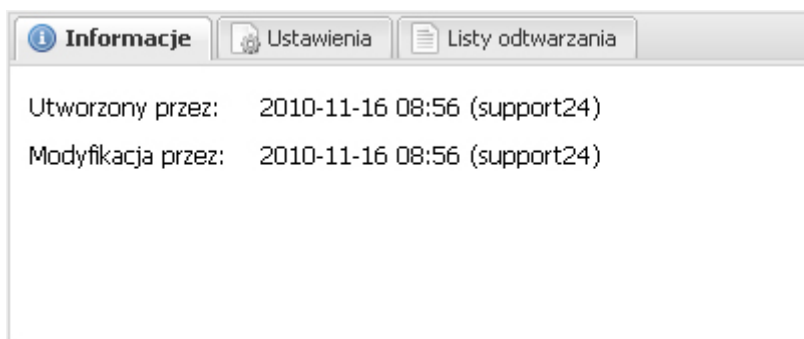 Informacje Ustawienia Listy odtwarzania
Utworzony przez: 2010-11-16 08:56 (support24)
Modyfikacja przez: 2010-11-16 08:56 (support24)